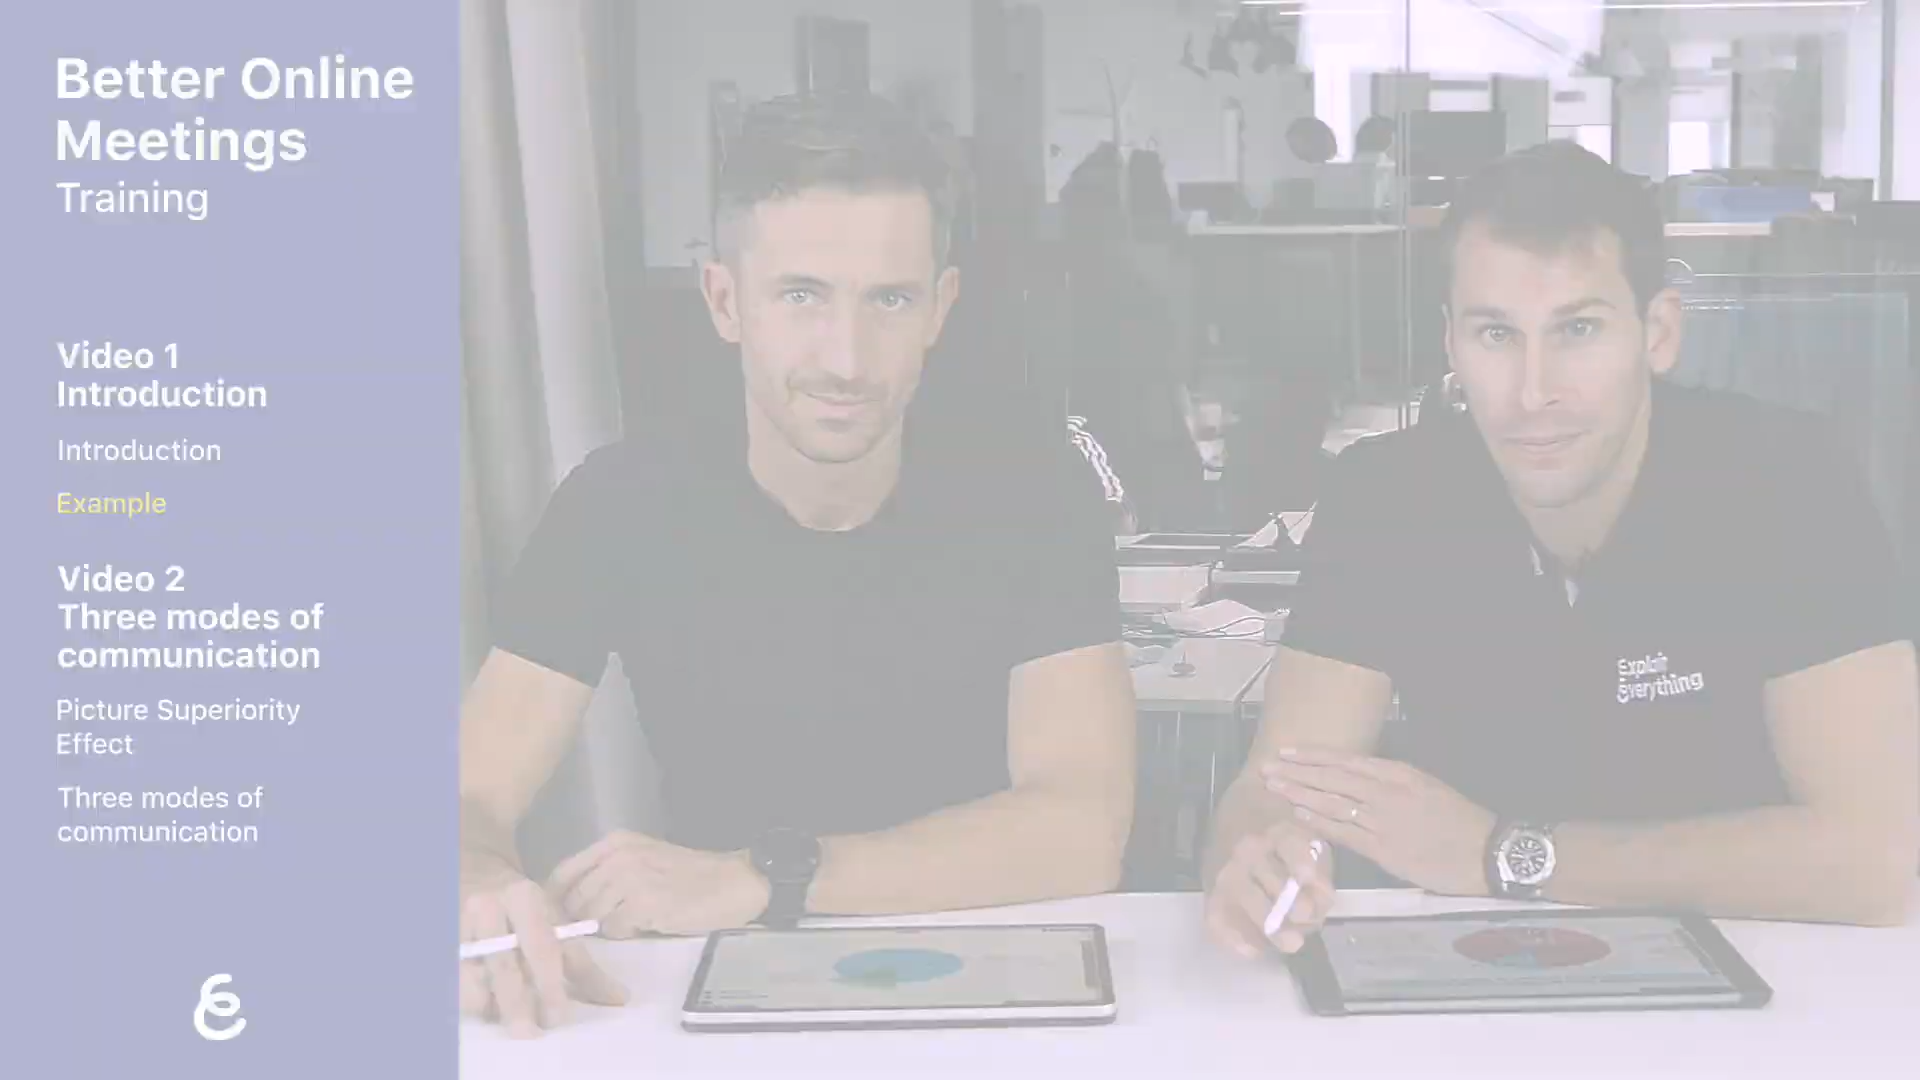 Better Online
Meetings
Training
Video 1
Introduction
Introduction
Example
Video 2
Three modes of
communication
Picture Superiority
Effect
Three modes of
communication
Explain
Everything